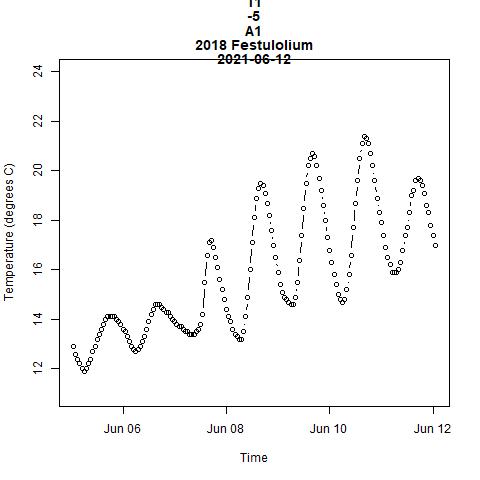 T1
-5
A1
2018 Festulolium
2021-06-12
24
22
20
18
16
14
12
Temperature (degrees C)
Jun 06 Jun 08 Jun 10 Jun 12
Time